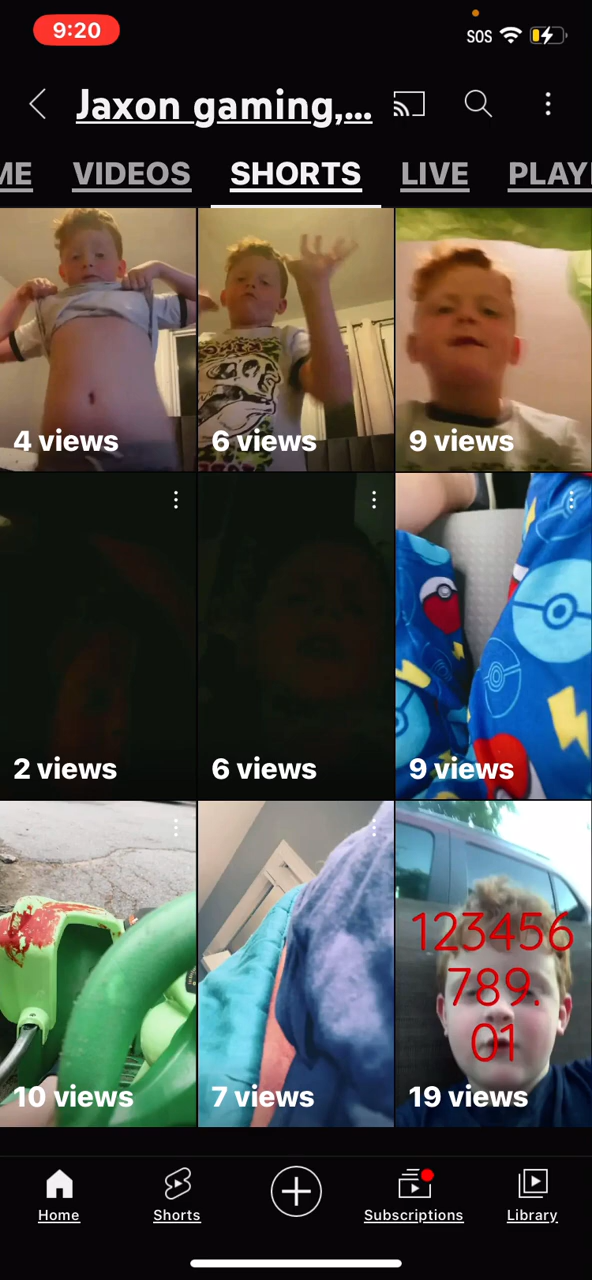 9:20
SOS
Jaxon gaming,...
ME VIDEOS SHORTS LIVE PLAYI
4 views
6 views
9 views
2 views
6 views
9 views
123456
789.
01
10 views
7 views
19 views
Home
Shorts
Subscriptions
Library